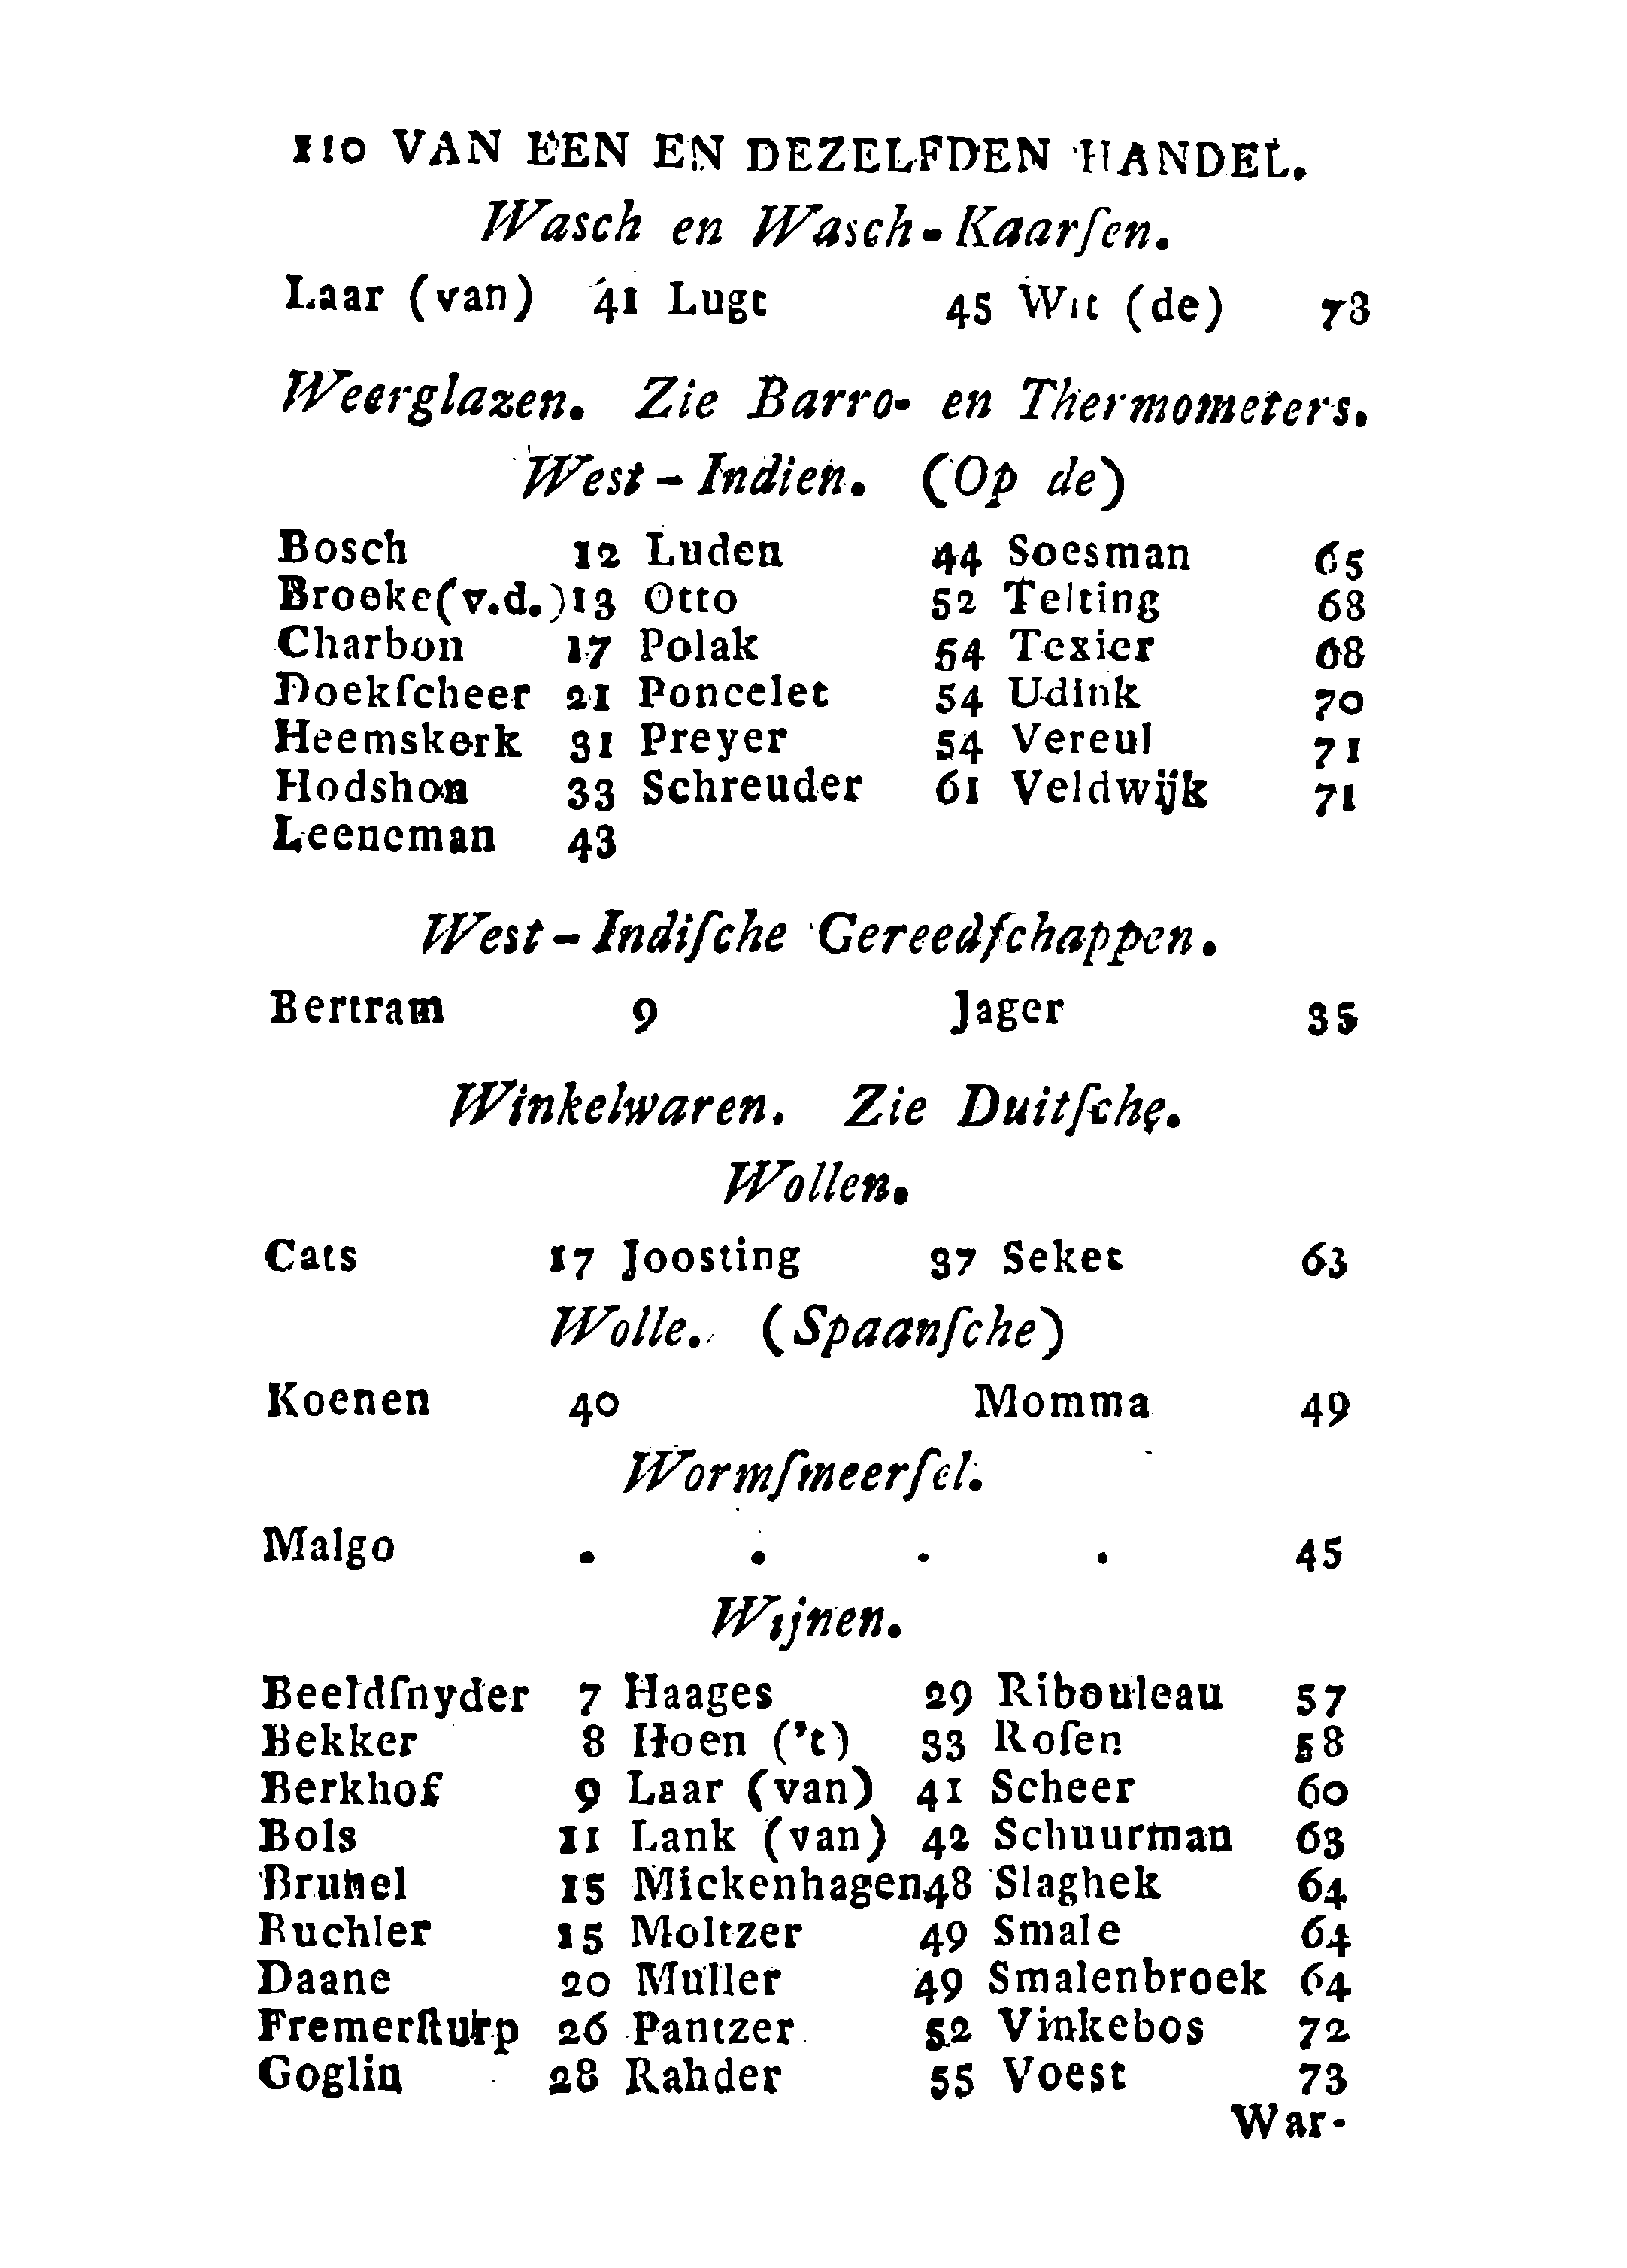 110 VAN EEN EN DEZELFDEN HANDEL.
Wasch en Wasch-Kaarſen.
Laar (van) 41 Lugt 45 Wit (de) 78
Weerglazen. Zie Barro- en Thermometers.
West-Indien. (Op de)
Bosch 12 Luden 44 Soesman 65
Broeke(v.d.)13 Otto 52 Telting 68
Charbon 17 Polak 54 Texier 68
Doekſcheer 21 Poncelet 54 Udink 70
Heemskerk 31 Preyer 54 Vereul 71
Hodshon 33 Schreuder 61 Veldwijk 71
Leeneman 43
West-Indiſche Gereedſchappen.
Bertram 9 Jager 35
Winkelwaren. Zie Duitſche.
Wollen.
Cats 17 Joosting 37 Seket 63
Wolle. (Spaanſche)
Koenen 40 Momma 49
Wormſmeerſel.
Malgo . . . . 45
Wijnen.
Beeldſnyder 7 Haages 29 Ribouleau 57
Bekker 8 Hoen ('t) 33 Roſen 58
Berkhof 9 Laar (van) 41 Scheer 60
Bols 11 Lank (van) 42 Schuurman 63
Brunel 15 Mickenhagen48 Slaghek 64
Buchler 15 Moltzer 49 Smale 64
Daane 20 Muller 49 Smalenbroek 64
Fremerſturp 26 Pantzer 52 Vinkebos 72
Goglin 28 Rahder 55 Voest 73
War-